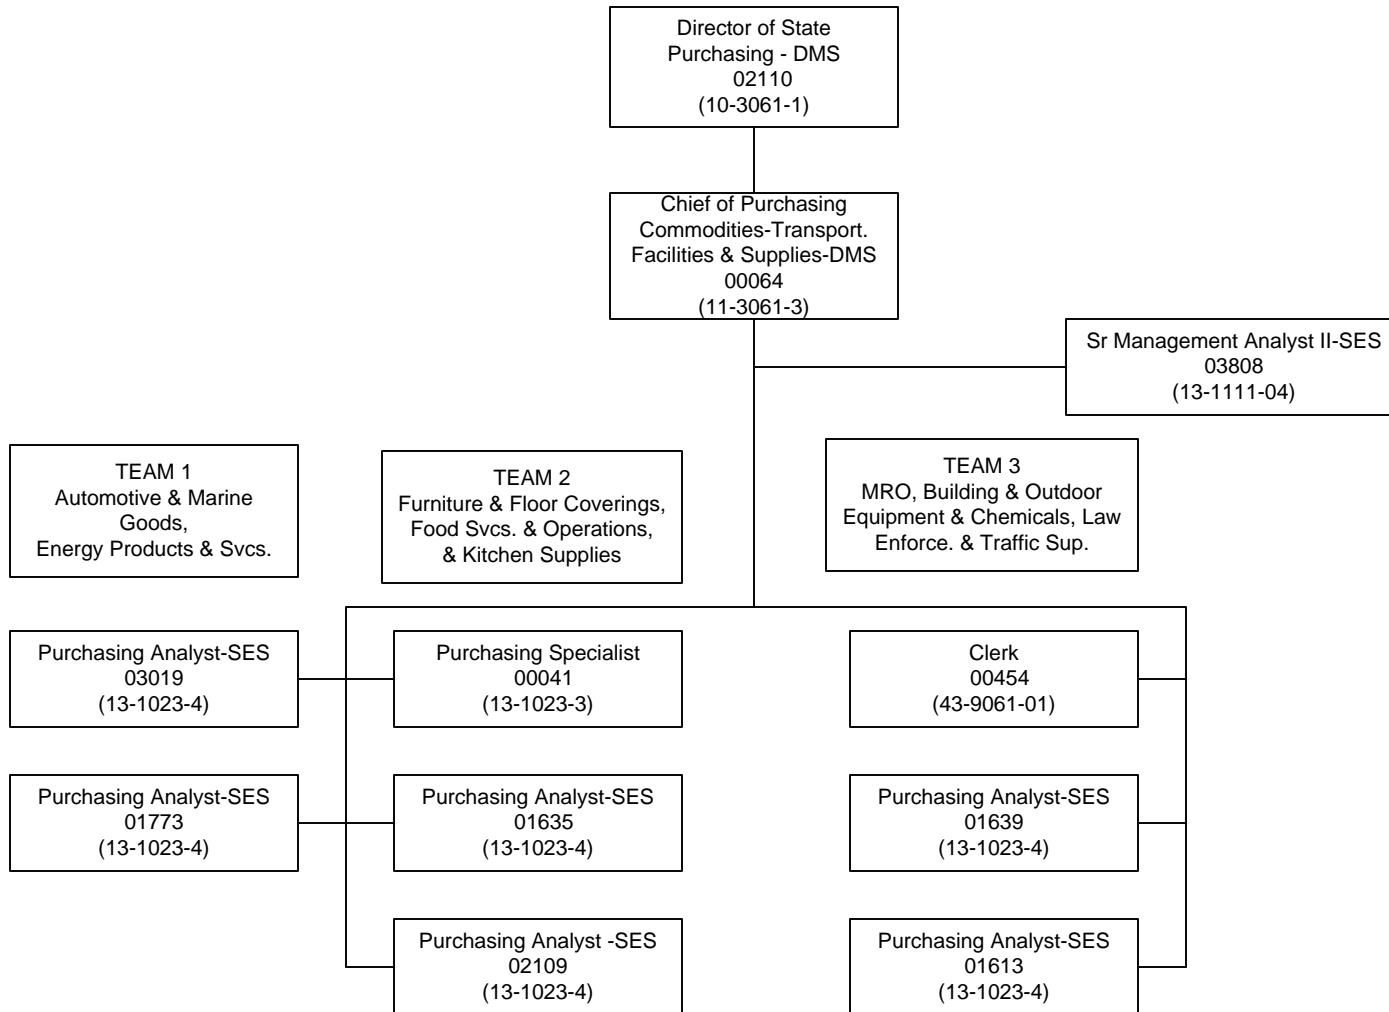 Director of State
Purchasing - DMS
02110
(10-3061-1)
Chief of Purchasing
Commodities-Transport.
Facilities & Supplies-DMS
00064
(11-3061-3)
Sr Management Analyst II-SES
03808
(13-1111-04)
TEAM 1
Automotive & Marine
Goods,
Energy Products & Svcs.
TEAM 2
Furniture & Floor Coverings,
Food Svcs. & Operations,
& Kitchen Supplies
TEAM 3
MRO, Building & Outdoor
Equipment & Chemicals, Law
Enforce. & Traffic Sup.
Purchasing Analyst-SES
03019
(13-1023-4)
Purchasing Specialist
00041
(13-1023-3)
Clerk
00454
(43-9061-01)
Purchasing Analyst-SES
01773
(13-1023-4)
Purchasing Analyst-SES
01635
(13-1023-4)
Purchasing Analyst-SES
01639
(13-1023-4)
Purchasing Analyst -SES
02109
(13-1023-4)
Purchasing Analyst-SES
01613
(13-1023-4)